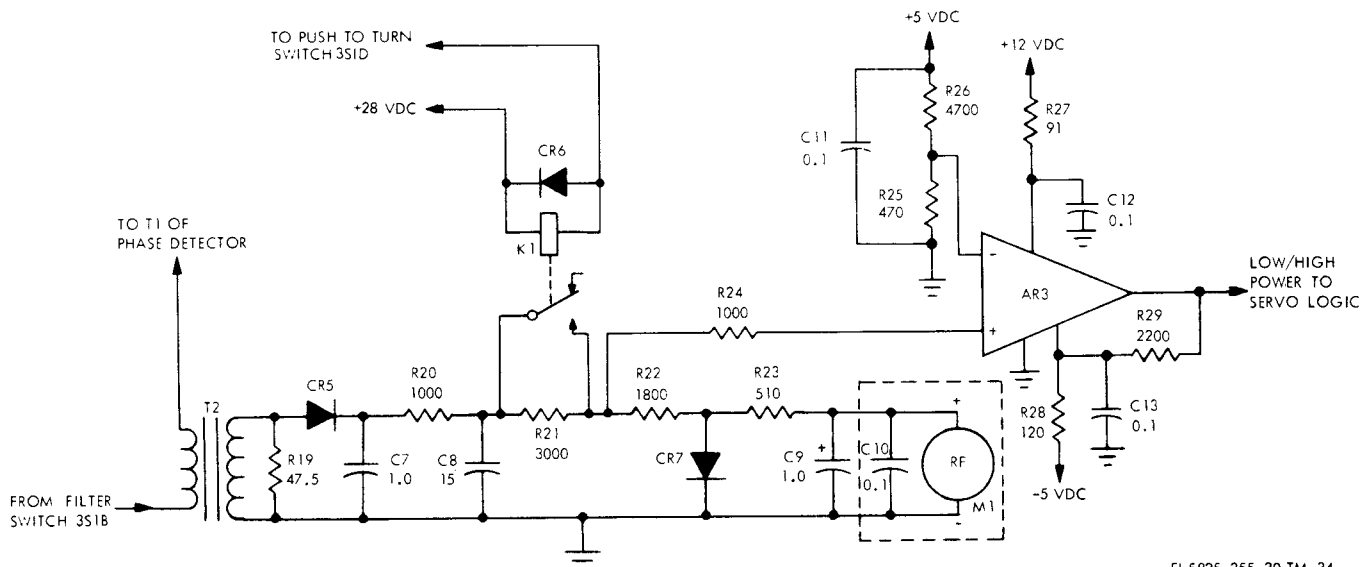 TO PUSH TO TURN
SWITCH 3S1D
+28 VDC
CR6
K1
TO T1 OF
PHASE DETECTOR
T2
FROM FILTER
SWITCH 3S1B
R19
47.5
CR5
C7
1.0
R20
1000
C8
15
R21
3000
R24
1000
R22
1800
R23
510
CR7
C9
1.0
+
C10
0.1
+
RF
-
M1
+5 VDC
C11
0.1
R26
4700
R25
470
+12 VDC
R27
91
C12
0.1
-
+
AR3
LOW/HIGH
POWER TO
SERVO LOGIC
R29
2200
R28
120
C13
0.1
-5 VDC